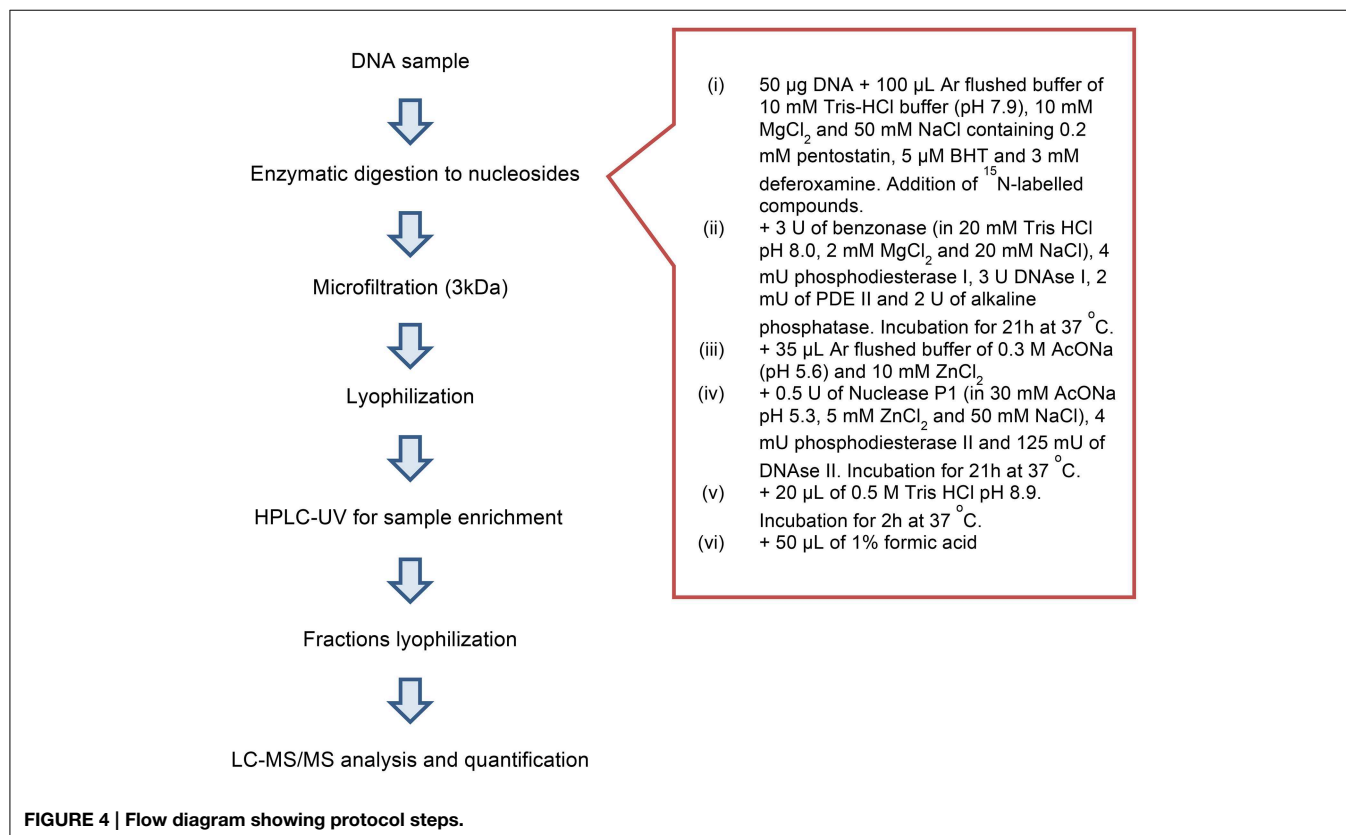 DNA sample
Enzymatic digestion to nucleosides
Microfiltration (3kDa)
Lyophilization
HPLC-UV for sample enrichment
Fractions lyophilization
LC-MS/MS analysis and quantification
(i) 50 µg DNA + 100 µL Ar flushed buffer of
10 mM Tris-HCl buffer (pH 7.9), 10 mM
MgCl₂ and 50 mM NaCl containing 0.2
mM pentostatin, 5 µM BHT and 3 mM
deferoxamine. Addition of ¹⁵N-labelled
compounds.
(ii) + 3 U of benzonase (in 20 mM Tris HCl
pH 8.0, 2 mM MgCl₂ and 20 mM NaCl), 4
mU phosphodiesterase I, 3 U DNAse I, 2
mU of PDE II and 2 U of alkaline
phosphatase. Incubation for 21h at 37 °C.
(iii) + 35 µL Ar flushed buffer of 0.3 M AcONa
(pH 5.6) and 10 mM ZnCl₂
(iv) + 0.5 U of Nuclease P1 (in 30 mM AcONa
pH 5.3, 5 mM ZnCl₂ and 50 mM NaCl), 4
mU phosphodiesterase II and 125 mU of
DNAse II. Incubation for 21h at 37 °C.
(v) + 20 µL of 0.5 M Tris HCl pH 8.9.
Incubation for 2h at 37 °C.
(vi) + 50 µL of 1% formic acid
FIGURE 4 | Flow diagram showing protocol steps.